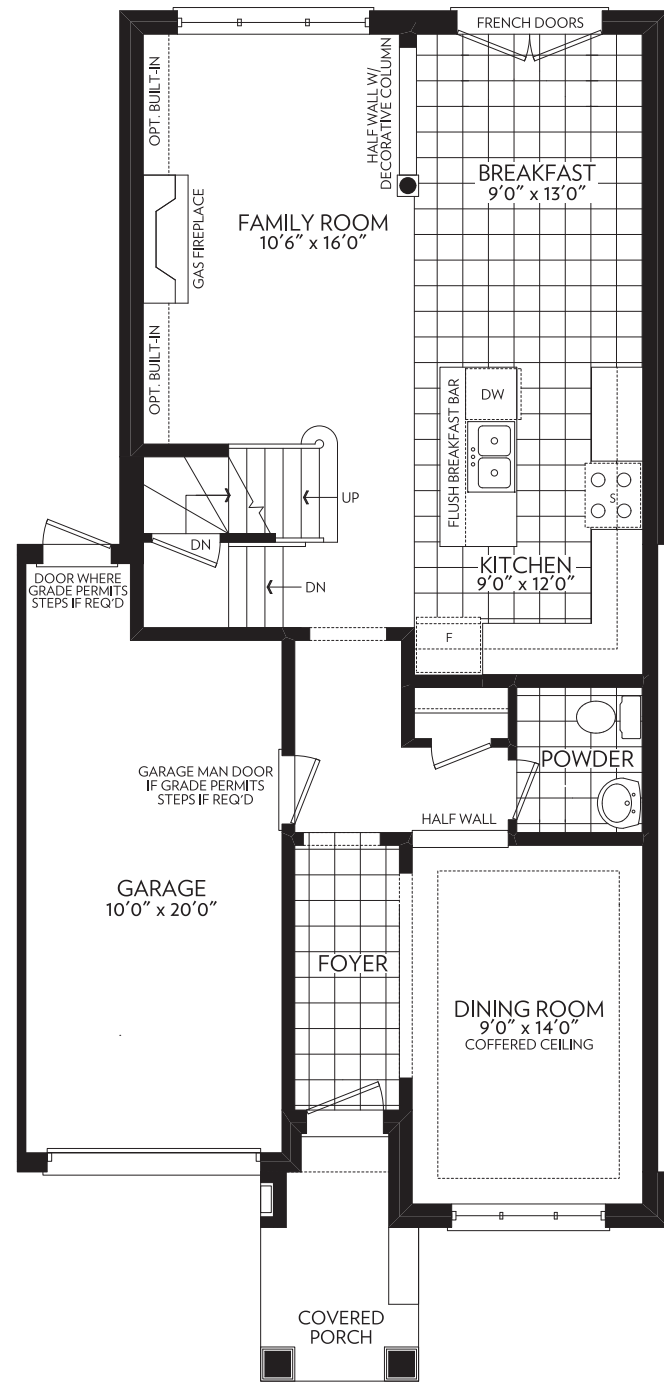 FRENCH DOORS
OPT. BUILT-IN
HALF WALL W/
DECORATIVE COLUMN
BREAKFAST
9'0" x 13'0"
FAMILY ROOM
10'6" x 16'0"
GAS FIREPLACE
OPT. BUILT-IN
DW
FLUSH BREAKFAST BAR
S
UP
DN
DN
KITCHEN
9'0" x 12'0"
DOOR WHERE
GRADE PERMITS
STEPS IF REQ'D
F
GARAGE MAN DOOR
IF GRADE PERMITS
STEPS IF REQ'D
POWDER
HALF WALL
GARAGE
10'0" x 20'0"
FOYER
DINING ROOM
9'0" x 14'0"
COFFERED CEILING
COVERED
PORCH